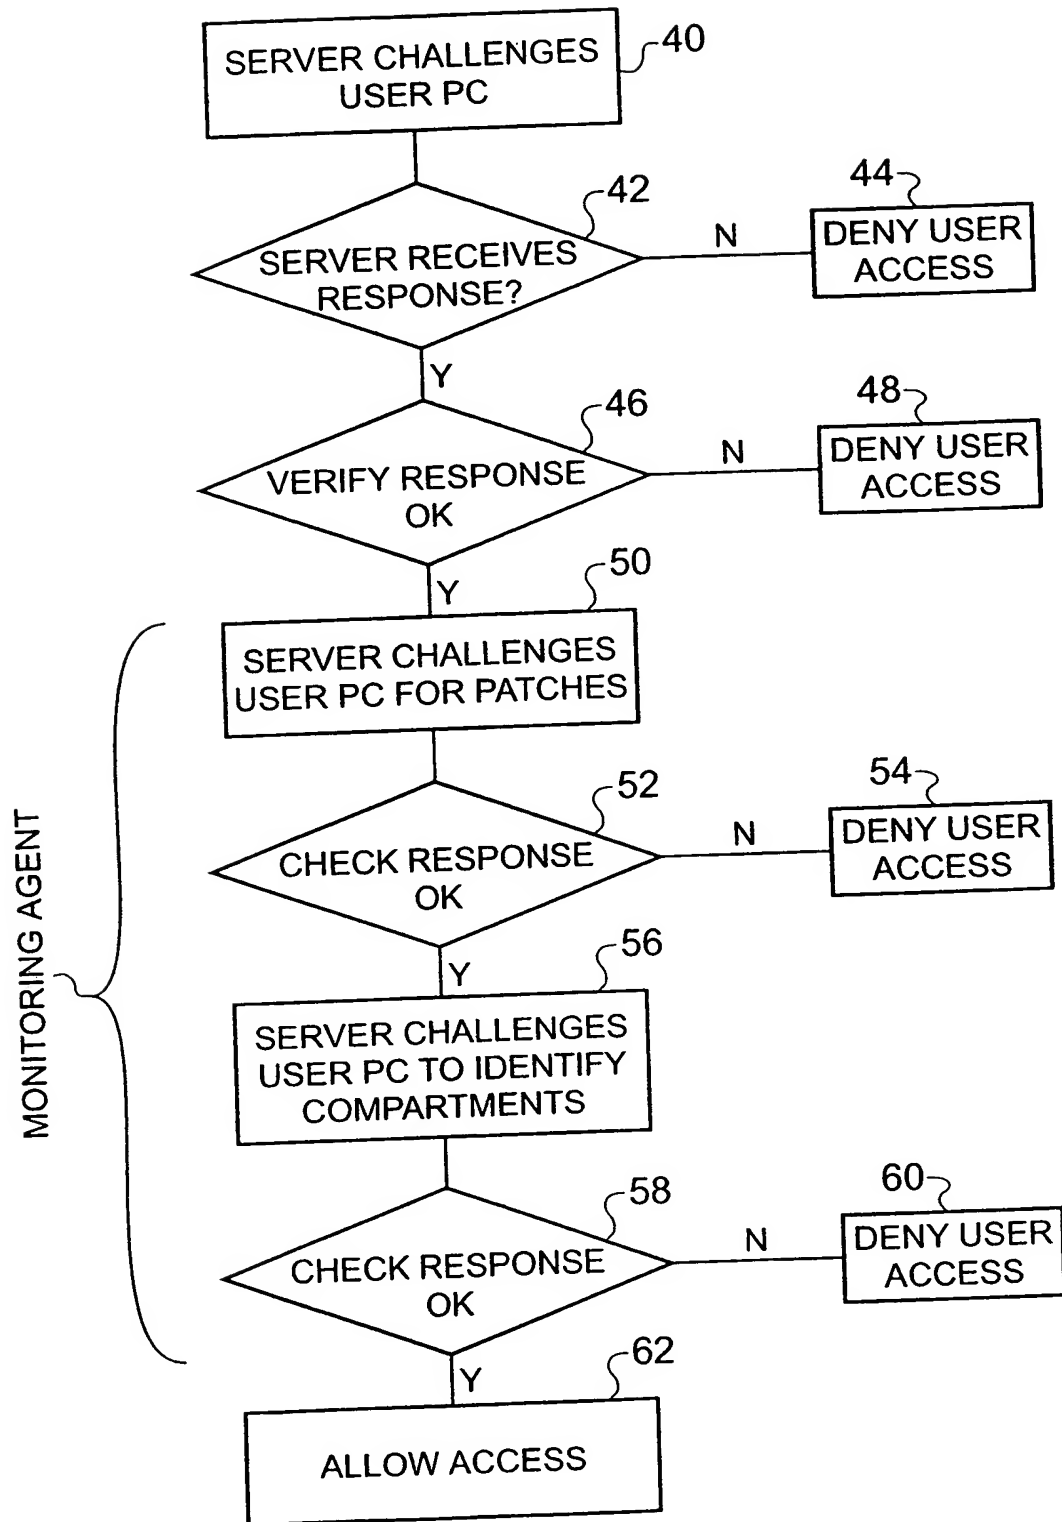 SERVER CHALLENGES
USER PC
40
42
SERVER RECEIVES
RESPONSE?
N
44
DENY USER
ACCESS
Y
46
VERIFY RESPONSE
OK
N
48
DENY USER
ACCESS
Y
50
SERVER CHALLENGES
USER PC FOR PATCHES
52
CHECK RESPONSE
OK
N
54
DENY USER
ACCESS
Y
56
SERVER CHALLENGES
USER PC TO IDENTIFY
COMPARTMENTS
58
CHECK RESPONSE
OK
N
60
DENY USER
ACCESS
Y
62
ALLOW ACCESS
MONITORING AGENT